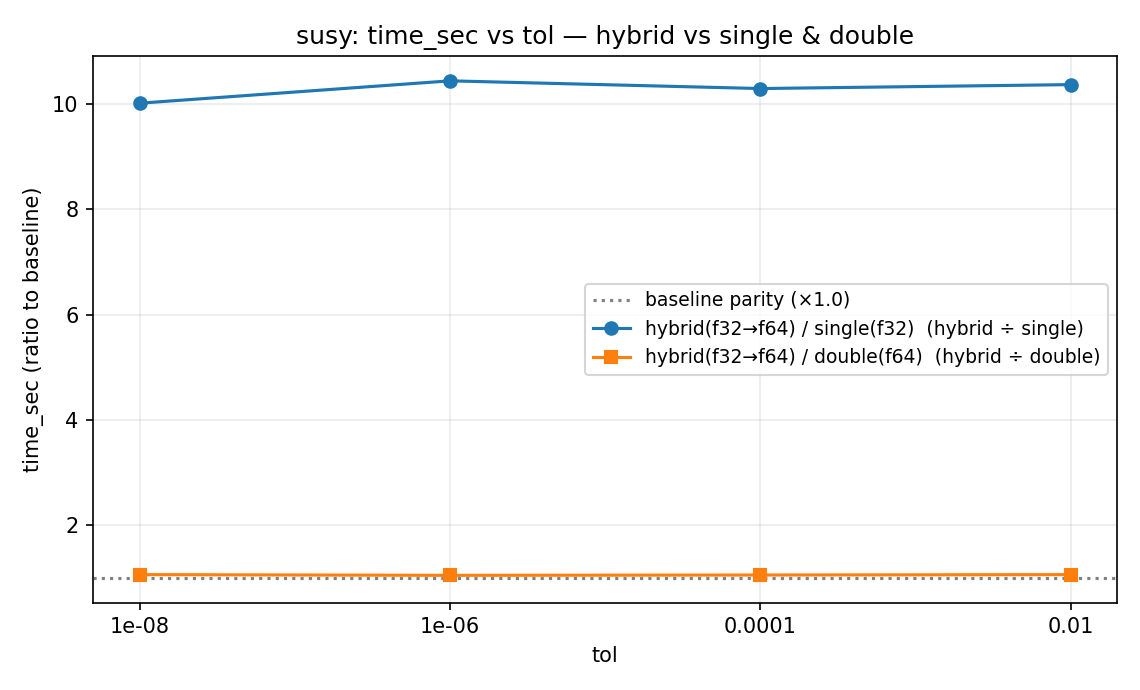 susy: time_sec vs tol — hybrid vs single & double
time_sec (ratio to baseline)
10
8
6
4
2
baseline parity (×1.0)
hybrid(f32→f64) / single(f32)  (hybrid ÷ single)
hybrid(f32→f64) / double(f64)  (hybrid ÷ double)
1e-08
1e-06
0.0001
0.01
tol